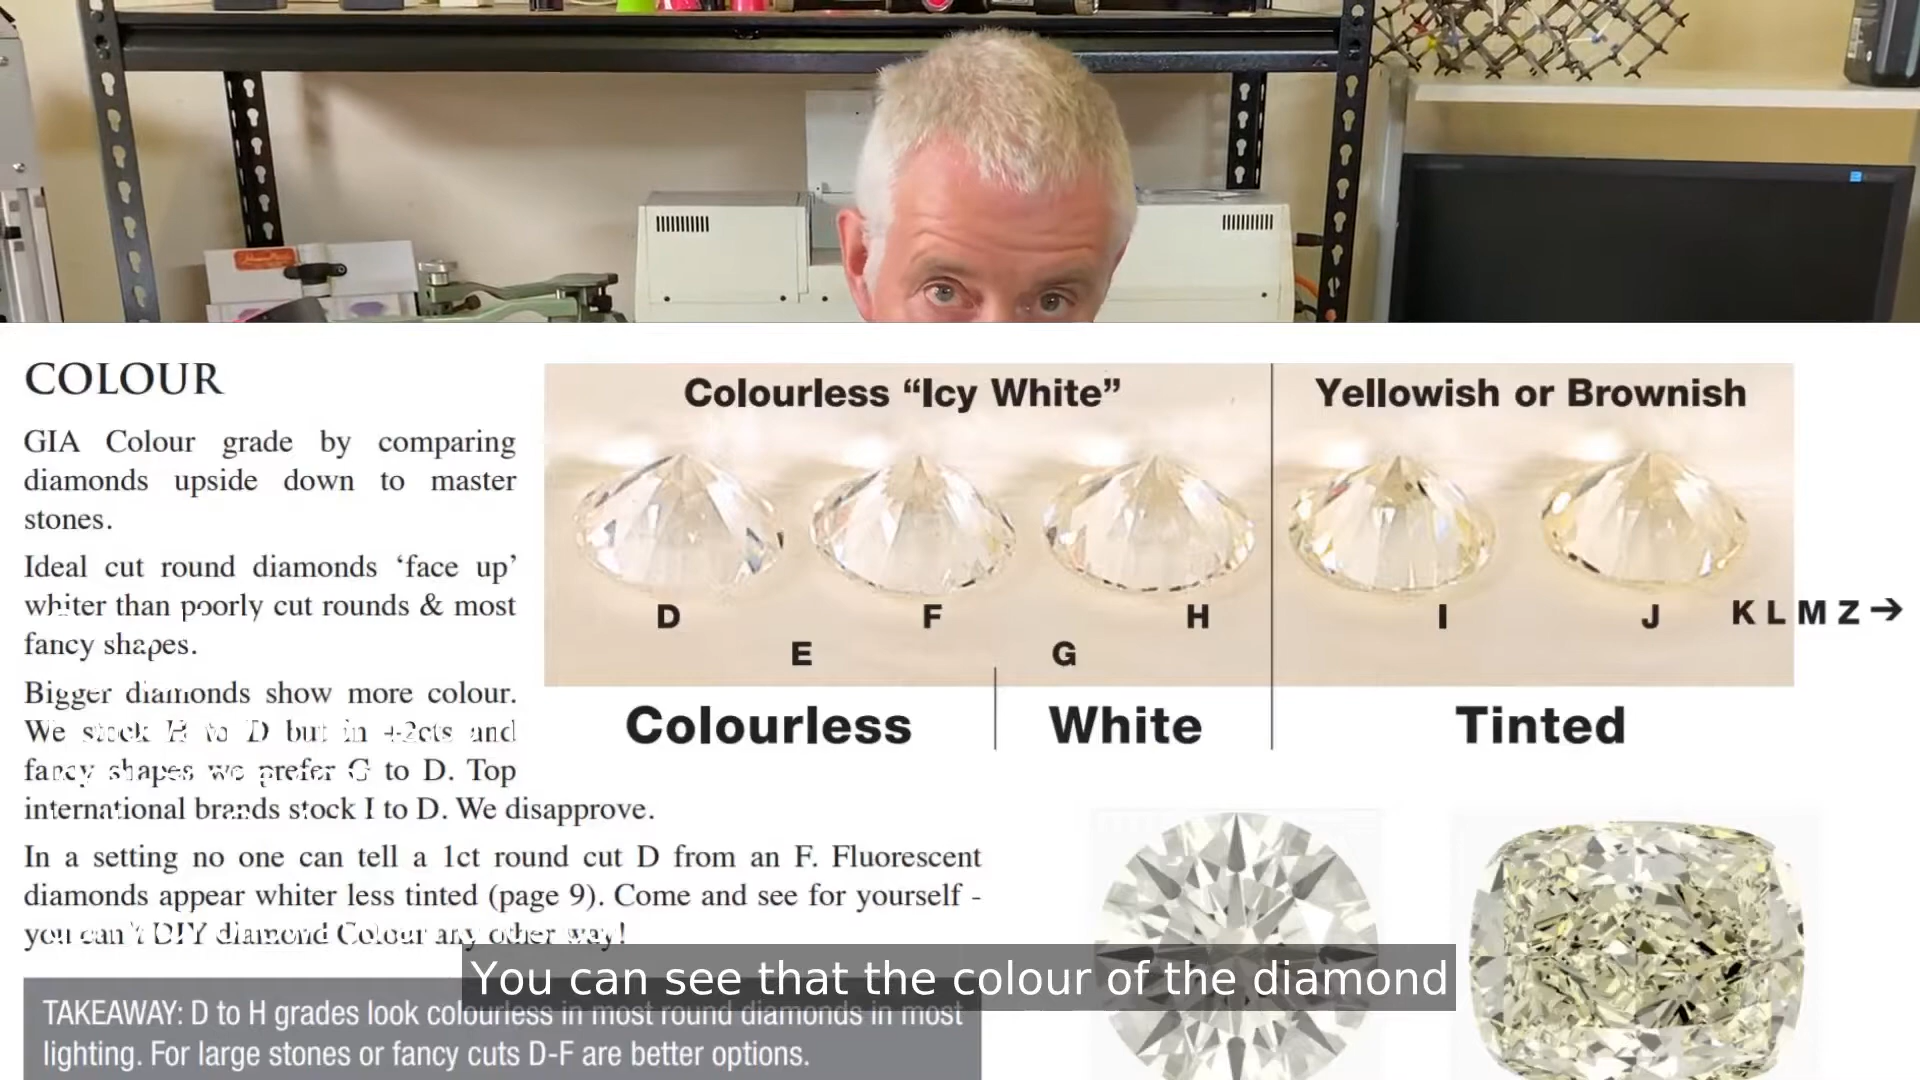 COLOUR
GIA Colour grade by comparing
diamonds upside down to master
stones.
Ideal cut round diamonds ‘face up’
whiter than poorly cut rounds & most
fancy shapes.
Bigger diamonds show more colour.
We stock H to D but in +2cts and
fancy shapes we prefer G to D. Top
international brands stock I to D. We disapprove.
In a setting no one can tell a 1ct round cut D from an F. Fluorescent
diamonds appear whiter less tinted (page 9). Come and see for yourself -
you can't DIY diamond Colour any other way!
TAKEAWAY: D to H grades look colourless in most round diamonds in most
lighting. For large stones or fancy cuts D-F are better options.
Colourless “Icy White”
Yellowish or Brownish
D
F
H
I
J
K L M Z →
E
G
Colourless
White
Tinted
You can see that the colour of the diamond